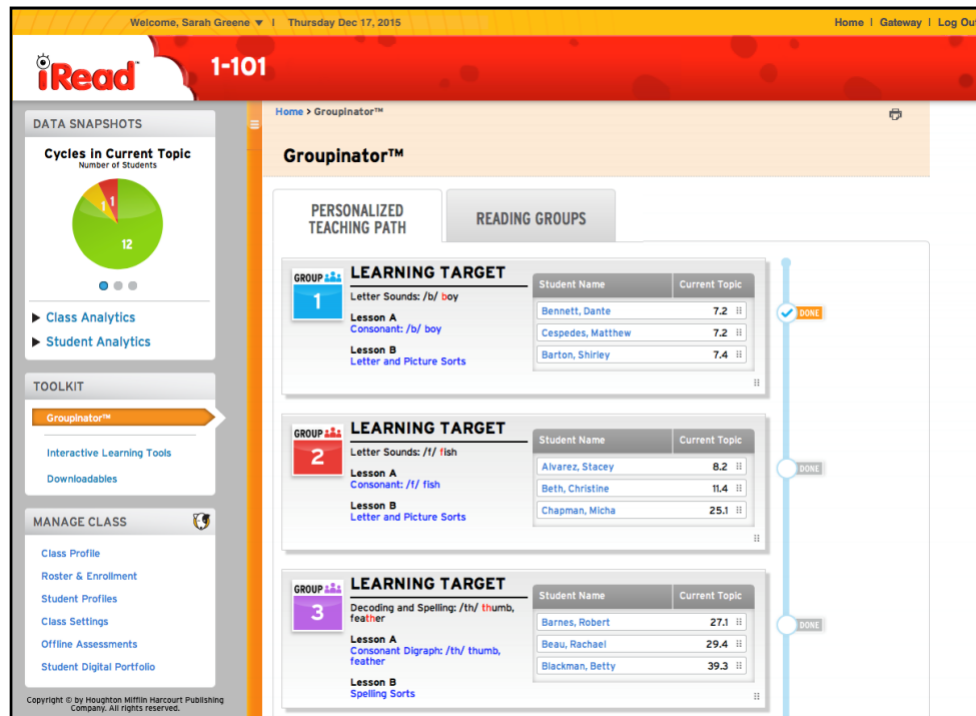 Welcome, Sarah Greene ▼ | Thursday Dec 17, 2015
Home | Gateway | Log Out
iRead
1-101
DATA SNAPSHOTS
Cycles in Current Topic
Number of Students
1
1
12
Class Analytics
Student Analytics
TOOLKIT
Groupinator™
Interactive Learning Tools
Downloadables
MANAGE CLASS
Class Profile
Roster & Enrollment
Student Profiles
Class Settings
Offline Assessments
Student Digital Portfolio
Copyright © by Houghton Mifflin Harcourt Publishing
Company. All rights reserved.
Home > Groupinator™
Groupinator™
PERSONALIZED
TEACHING PATH
READING GROUPS
GROUP
1
LEARNING TARGET
Letter Sounds: /b/ boy
Lesson A
Consonant: /b/ boy
Lesson B
Letter and Picture Sorts
Student Name Current Topic
Bennett, Dante 7.2
Cespedes, Matthew 7.2
Barton, Shirley 7.4
DONE
GROUP
2
LEARNING TARGET
Letter Sounds: /f/ fish
Lesson A
Consonant: /f/ fish
Lesson B
Letter and Picture Sorts
Student Name Current Topic
Alvarez, Stacey 8.2
Beth, Christine 11.4
Chapman, Micha 25.1
DONE
GROUP
3
LEARNING TARGET
Decoding and Spelling: /th/ thumb,
feather
Lesson A
Consonant Digraph: /th/ thumb,
feather
Lesson B
Spelling Sorts
Student Name Current Topic
Barnes, Robert 27.1
Beau, Rachael 29.4
Blackman, Betty 39.3
DONE